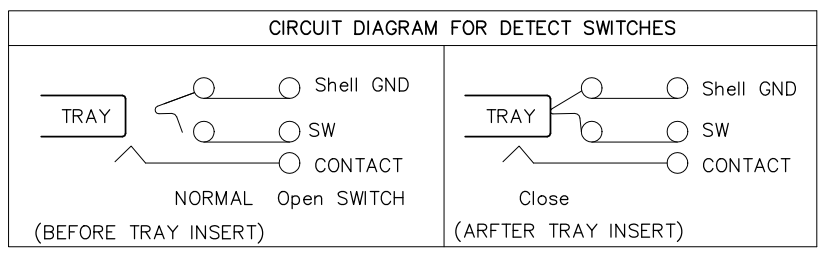 CIRCUIT DIAGRAM FOR DETECT SWITCHES
TRAY
Shell GND
SW
CONTACT
NORMAL Open SWITCH
(BEFORE TRAY INSERT)
TRAY
Shell GND
SW
CONTACT
Close
(ARFTER TRAY INSERT)